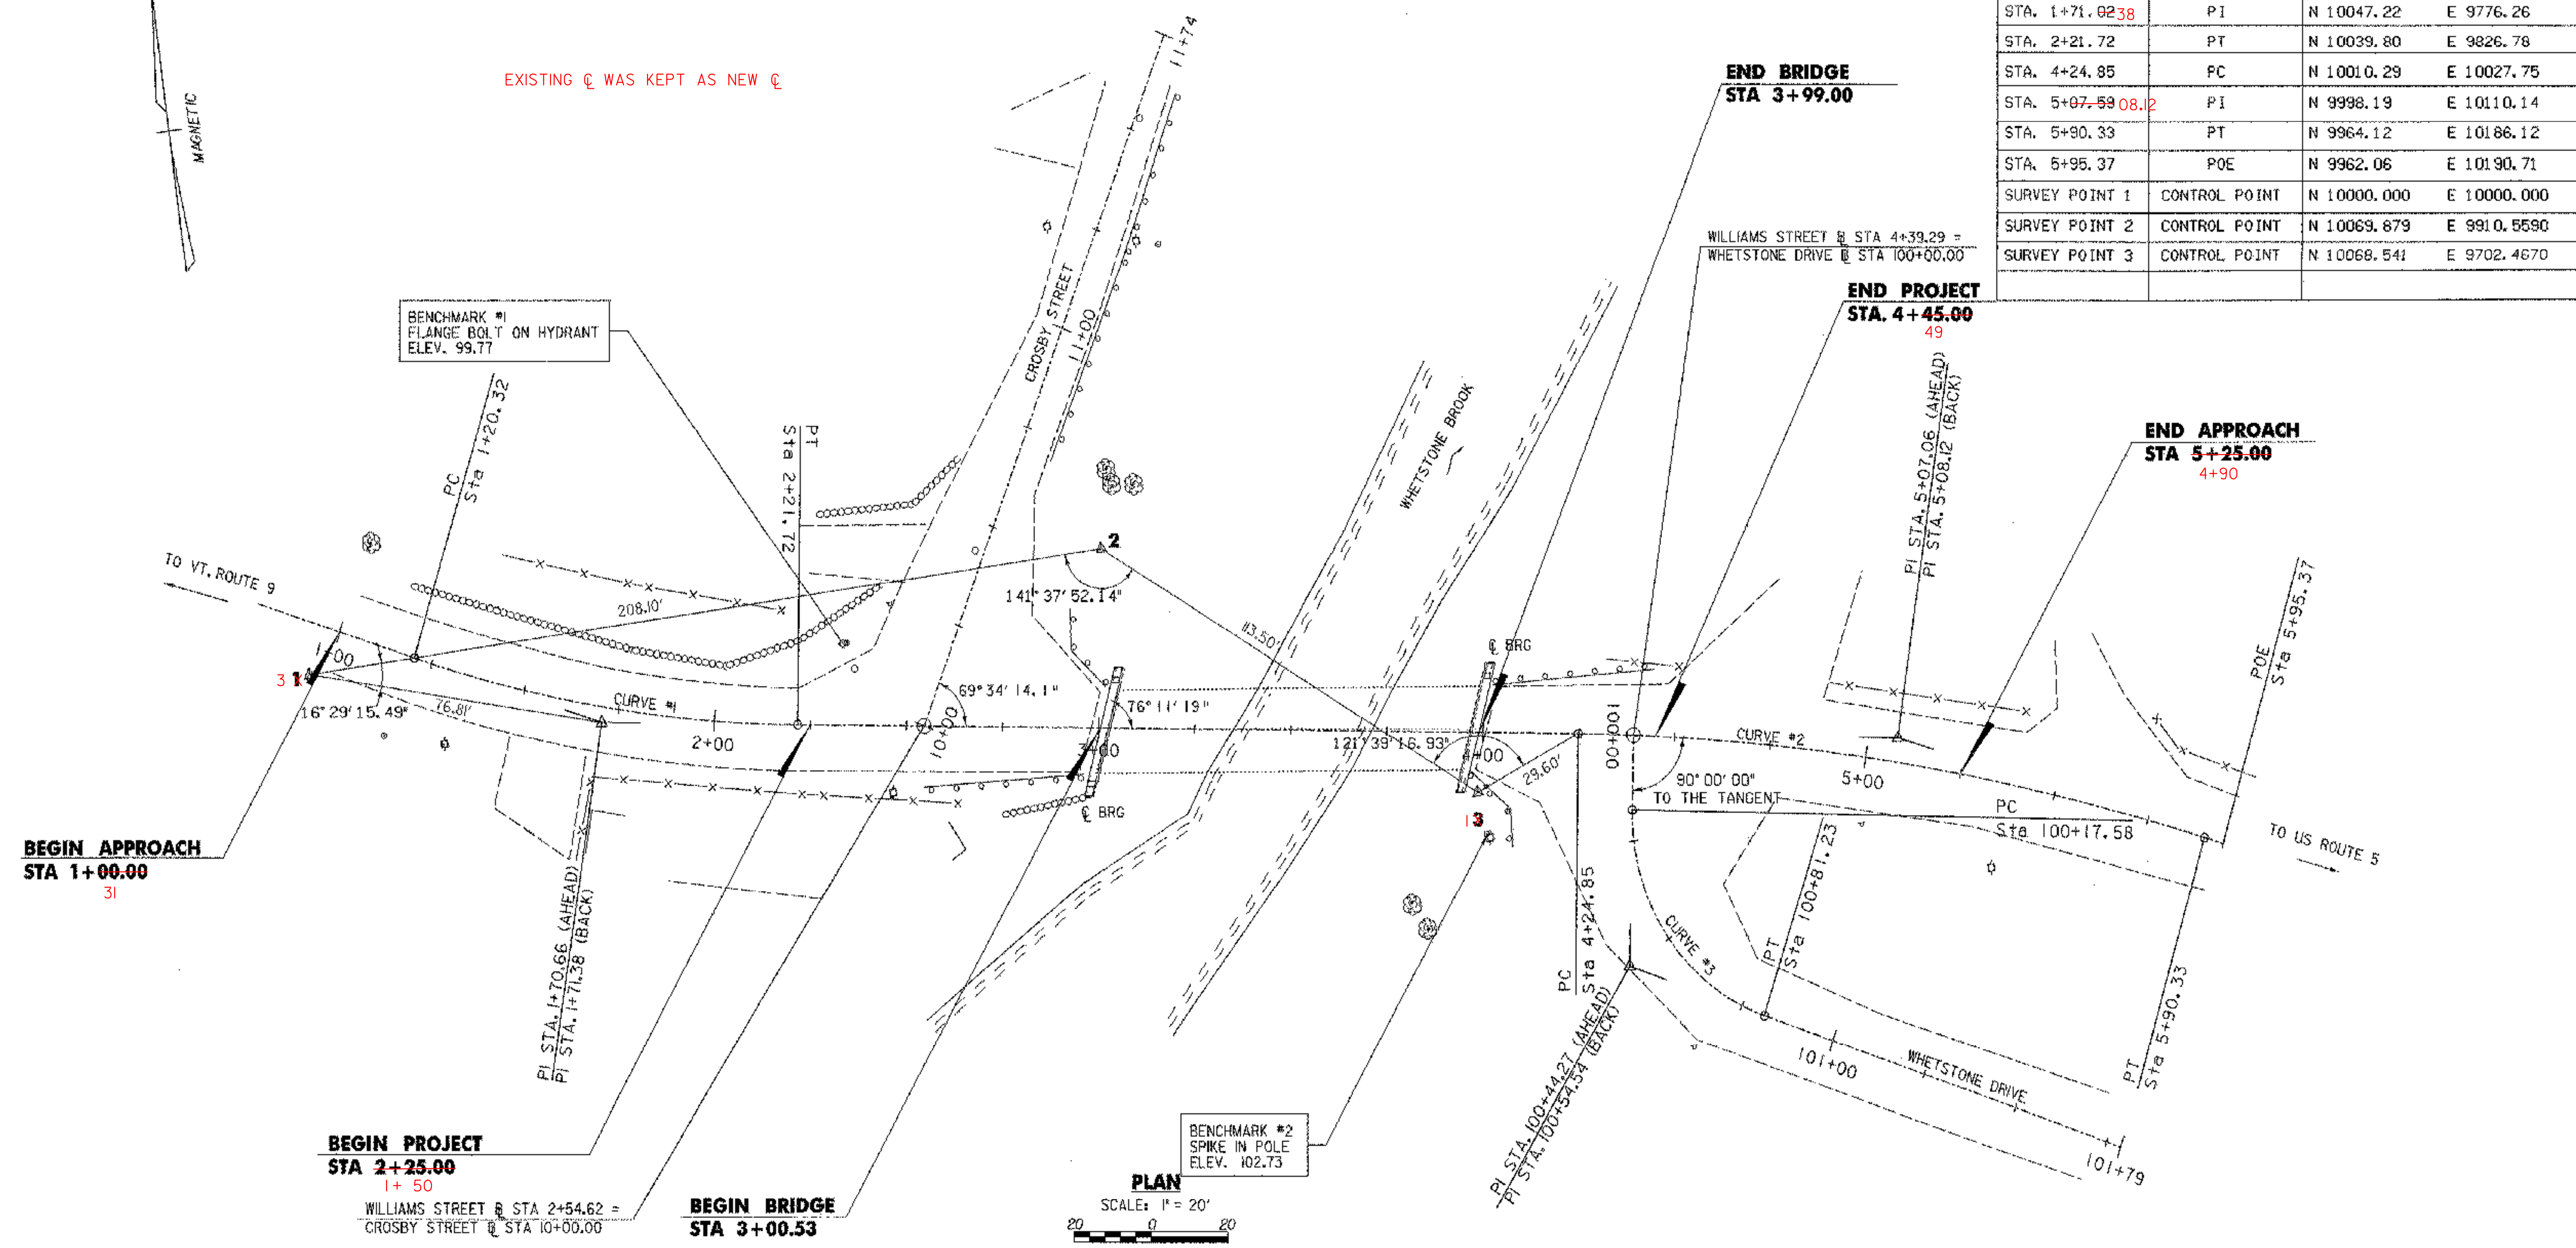 EXISTING ℄ WAS KEPT AS NEW ℄
MAGNETIC
STA. 1+71.02 38 PI N 10047.22 E 9776.26
STA. 2+21.72 PT N 10039.80 E 9826.78
STA. 4+24.85 PC N 10010.29 E 10027.75
STA. 5+07.59 08.12 PI N 9998.19 E 10110.14
STA. 5+90.33 PT N 9964.12 E 10186.12
STA. 5+95.37 POE N 9962.06 E 10190.71
SURVEY POINT 1 CONTROL POINT N 10000.000 E 10000.000
SURVEY POINT 2 CONTROL POINT N 10069.879 E 9910.5590
SURVEY POINT 3 CONTROL POINT N 10068.541 E 9702.4670
END BRIDGE
STA 3+99.00
11+74
CROSBY STREET
11+00
WILLIAMS STREET ⅊ STA 4+39.29 =
WHETSTONE DRIVE ⅊ STA 100+00.00
END PROJECT
STA. 4+45.00
49
BENCHMARK #1
FLANGE BOLT ON HYDRANT
ELEV. 99.77
PC
Sta 1+20.32
PT
Sta 2+21.72
WHETSTONE BROOK
PI STA. 5+07.06 (AHEAD)
PI STA. 5+08.12 (BACK)
END APPROACH
STA 5+25.00
4+90
TO VT. ROUTE 9
208.10'
2
141° 37' 52.14"
113.50'
℄ BRG
POE
Sta 5+95.37
1+00
3
1
16° 29' 15.49"
76.81'
CURVE #1
2+00
69° 34' 14.1"
10+00
76° 11' 19"
3+00
℄ BRG
121° 39' 16.93"
4+00
29.60'
100+00
CURVE #2
5+00
90° 00' 00"
TO THE TANGENT
PC
Sta 100+17.58
1
3
TO US ROUTE 5
BEGIN APPROACH
STA 1+00.00
31
PI STA. 1+70.66 (AHEAD)
PI STA. 1+71.38 (BACK)
PC
Sta 4+24.85
CURVE #3
PT
Sta 100+81.23
PT
Sta 5+90.33
101+00
WHETSTONE DRIVE
101+79
PI STA. 100+44.27 (AHEAD)
PI STA. 100+54.54 (BACK)
BEGIN PROJECT
STA 2+25.00
1+ 50
WILLIAMS STREET ⅊ STA 2+54.62 =
CROSBY STREET ⅊ STA 10+00.00
BEGIN BRIDGE
STA 3+00.53
BENCHMARK #2
SPIKE IN POLE
ELEV. 102.73
PLAN
SCALE: 1" = 20'
20 0 20